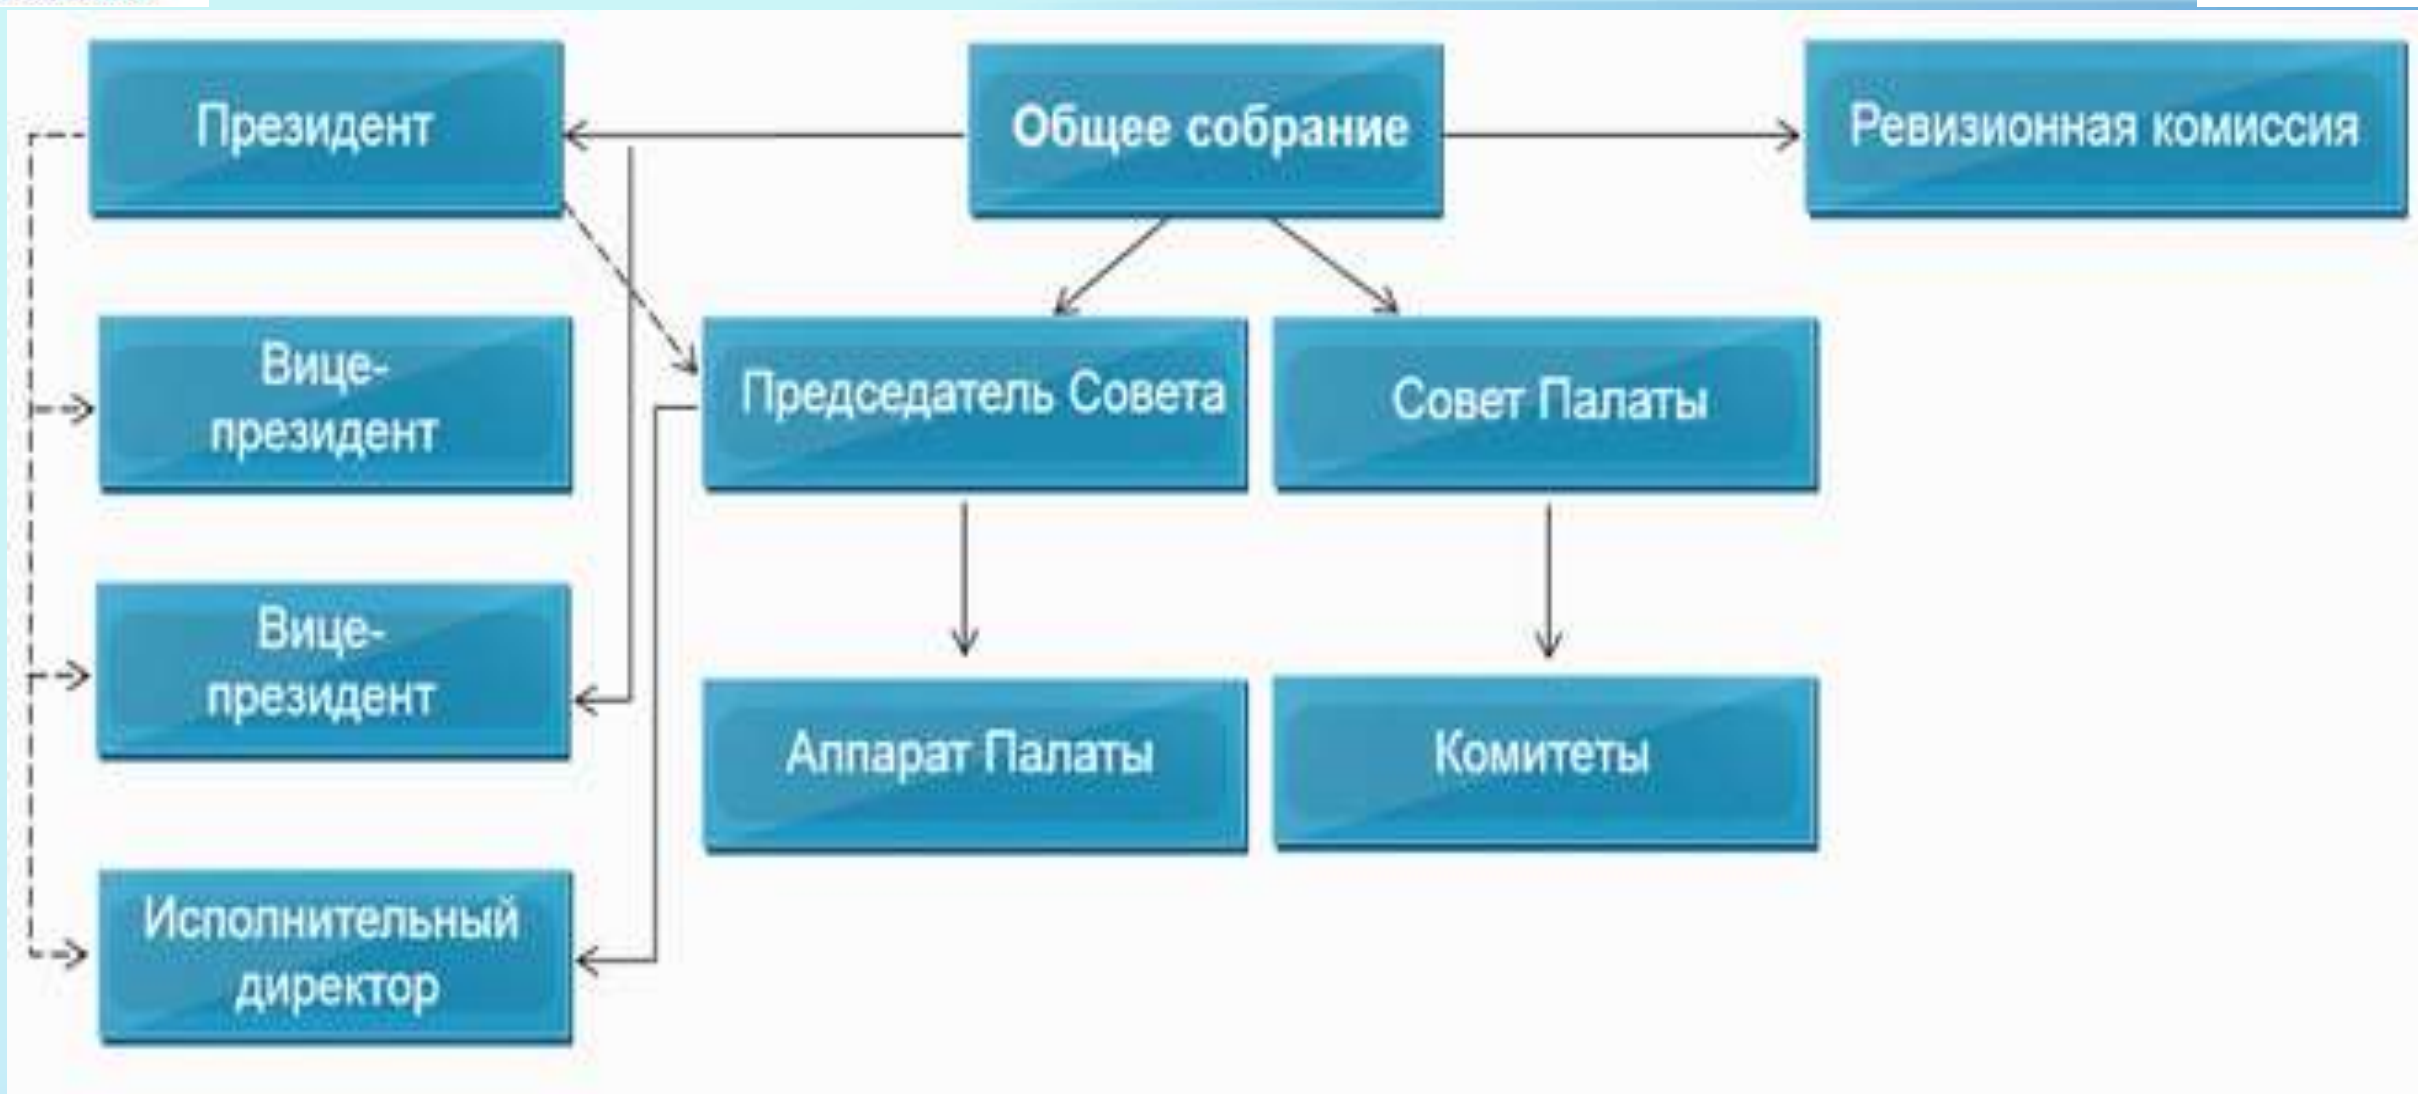 Президент
Общее собрание
Ревизионная комиссия
Вице-
президент
Председатель Совета
Совет Палаты
Вице-
президент
Аппарат Палаты
Комитеты
Исполнительный
директор